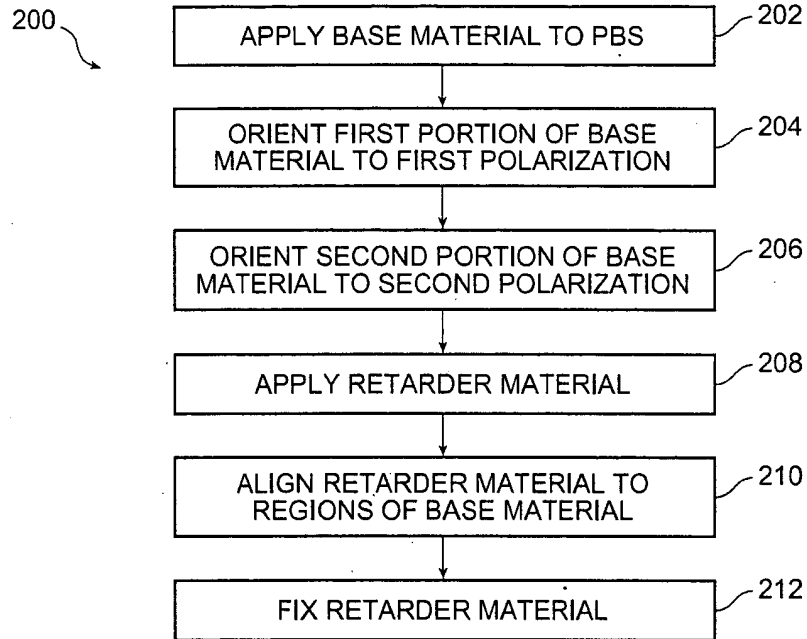 200
APPLY BASE MATERIAL TO PBS
202
ORIENT FIRST PORTION OF BASE
MATERIAL TO FIRST POLARIZATION
204
ORIENT SECOND PORTION OF BASE
MATERIAL TO SECOND POLARIZATION
206
APPLY RETARDER MATERIAL
208
ALIGN RETARDER MATERIAL TO
REGIONS OF BASE MATERIAL
210
FIX RETARDER MATERIAL
212